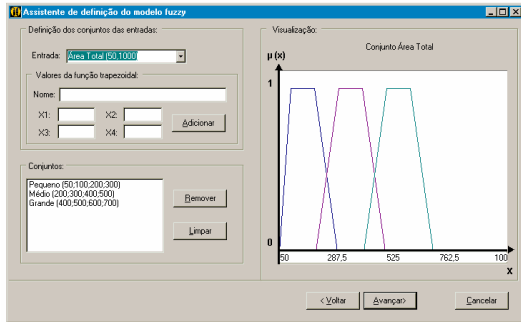 Assistente de definição do modelo fuzzy
Definição dos conjuntos das entradas:
Entrada: Área Total (50,1000)
Valores da função trapezoidal:
Nome:
X1: X2:
X3: X4:
Adicionar
Conjuntos:
Pequeno (50;100;200;300)
Médio (200;300;400;500)
Grande (400;500;600;700)
Remover
Limpar
Visualização:
Conjunto Área Total
μ (x)
1
0
50 287,5 525 762,5 100
x
< Voltar
Avançar>
Cancelar